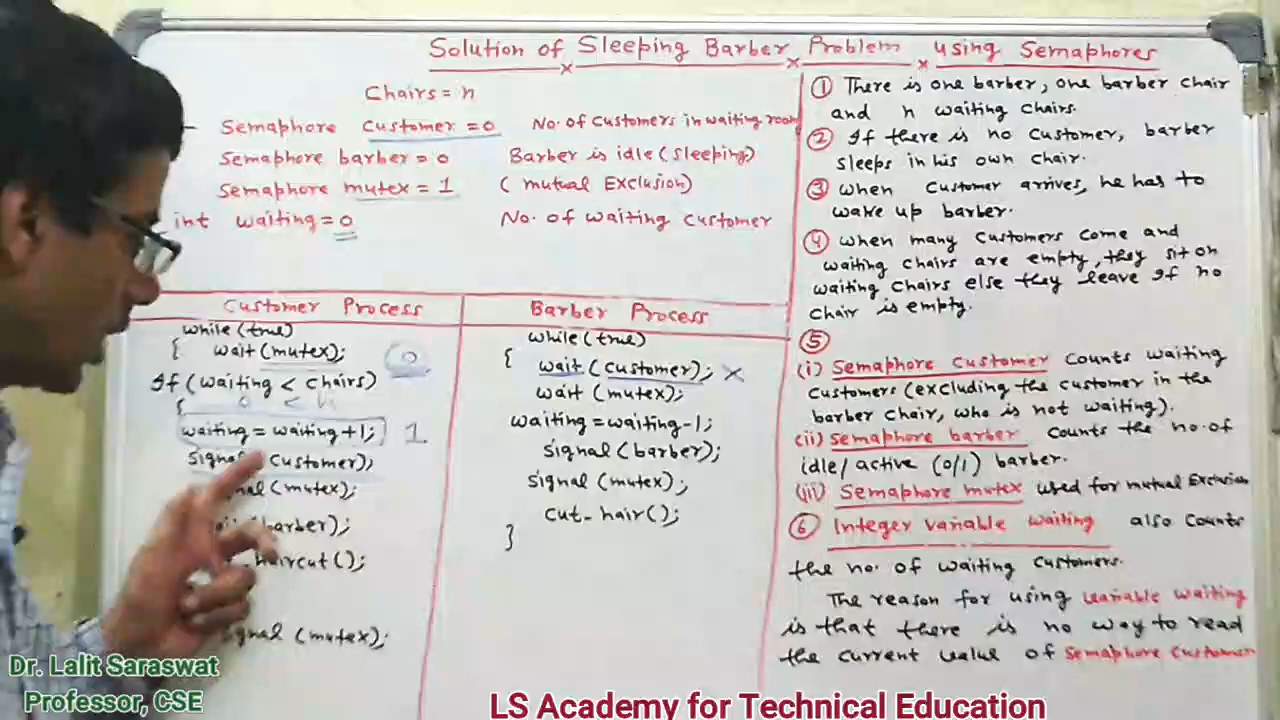 Solution of Sleeping Barber Problem using Semaphores
Chairs = n
Semaphore customer = 0 No. of customers in waiting room
Semaphore barber = 0 Barber is idle (sleeping)
Semaphore mutex = 1 (mutual Exclusion)
int waiting = 0 No. of waiting customer
Customer Process
while (true)
{ wait (mutex); 0
If (waiting < chairs)
{ 0 < n
waiting = waiting + 1; 1
signal customer);
(mutex);
barber);
haircut ();
signal (mutex);
Barber Process
while (true)
{ wait (customer); x
wait (mutex);
waiting = waiting - 1;
signal (barber);
signal (mutex);
cut_hair ();
}
① There is one barber, one barber chair
and n waiting chairs.
② If there is no customer, barber
sleeps in his own chair.
③ when customer arrives, he has to
wake up barber.
④ when many customers come and
waiting chairs are empty, they sit on
waiting chairs else they leave if no
chair is empty.
⑤
(i) Semaphore customer counts waiting
customers (excluding the customer in the
barber chair, who is not waiting).
(ii) Semaphore barber counts the no. of
idle/active (0/1) barber.
(iii) Semaphore mutex used for mutual Exclusion
⑥ Integer variable waiting also counts
the no. of waiting customers.
The reason for using variable waiting
is that there is no way to read
the current value of Semaphore customer
Dr. Lalit Saraswat
Professor, CSE
LS Academy for Technical Education